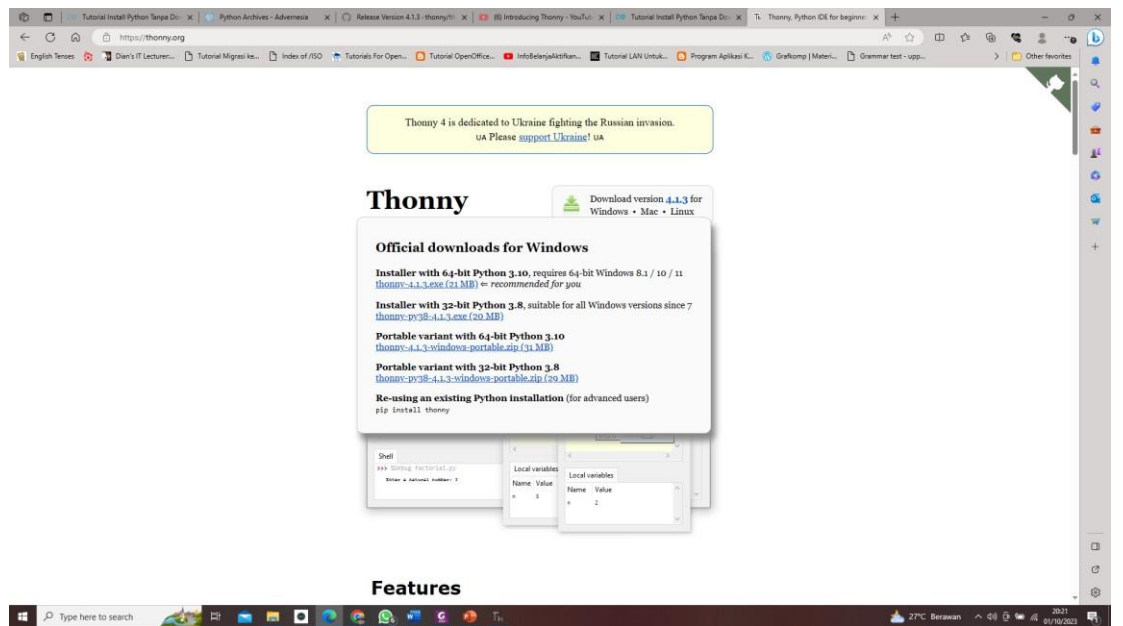 Tutorial Install Python Tanpa Do
Python Archives - Advernesia
Release Version 4.1.3 · thonny/th
(6) Introducing Thonny - YouTub
Tutorial Install Python Tanpa Do
Thonny, Python IDE for beginne
https://thonny.org
English Tenses
Dian's IT Lecturer...
Tutorial Migrasi ke...
Index of /ISO
Tutorials For Open...
Tutorial OpenOffice...
InfoBelanjaAktifkan...
Tutorial LAN Untuk...
Program Aplikasi K...
Grafkomp | Materi...
Grammar test - upp...
Other favorites
Thonny 4 is dedicated to Ukraine fighting the Russian invasion.
UA Please support Ukraine! UA
Thonny
Download version 4.1.3 for
Windows • Mac • Linux
Official downloads for Windows
Installer with 64-bit Python 3.10, requires 64-bit Windows 8.1 / 10 / 11
thonny-4.1.3.exe (21 MB) ⇐ recommended for you
Installer with 32-bit Python 3.8, suitable for all Windows versions since 7
thonny-py38-4.1.3.exe (20 MB)
Portable variant with 64-bit Python 3.10
thonny-4.1.3-windows-portable.zip (31 MB)
Portable variant with 32-bit Python 3.8
thonny-py38-4.1.3-windows-portable.zip (29 MB)
Re-using an existing Python installation (for advanced users)
pip install thonny
Shell
>>> %Debug factorial.py
Enter a natural number: 3
Local variables
Name Value
n 3
Local variables
Name Value
n 2
Features
Type here to search
27°C Berawan
20:21
01/10/2023